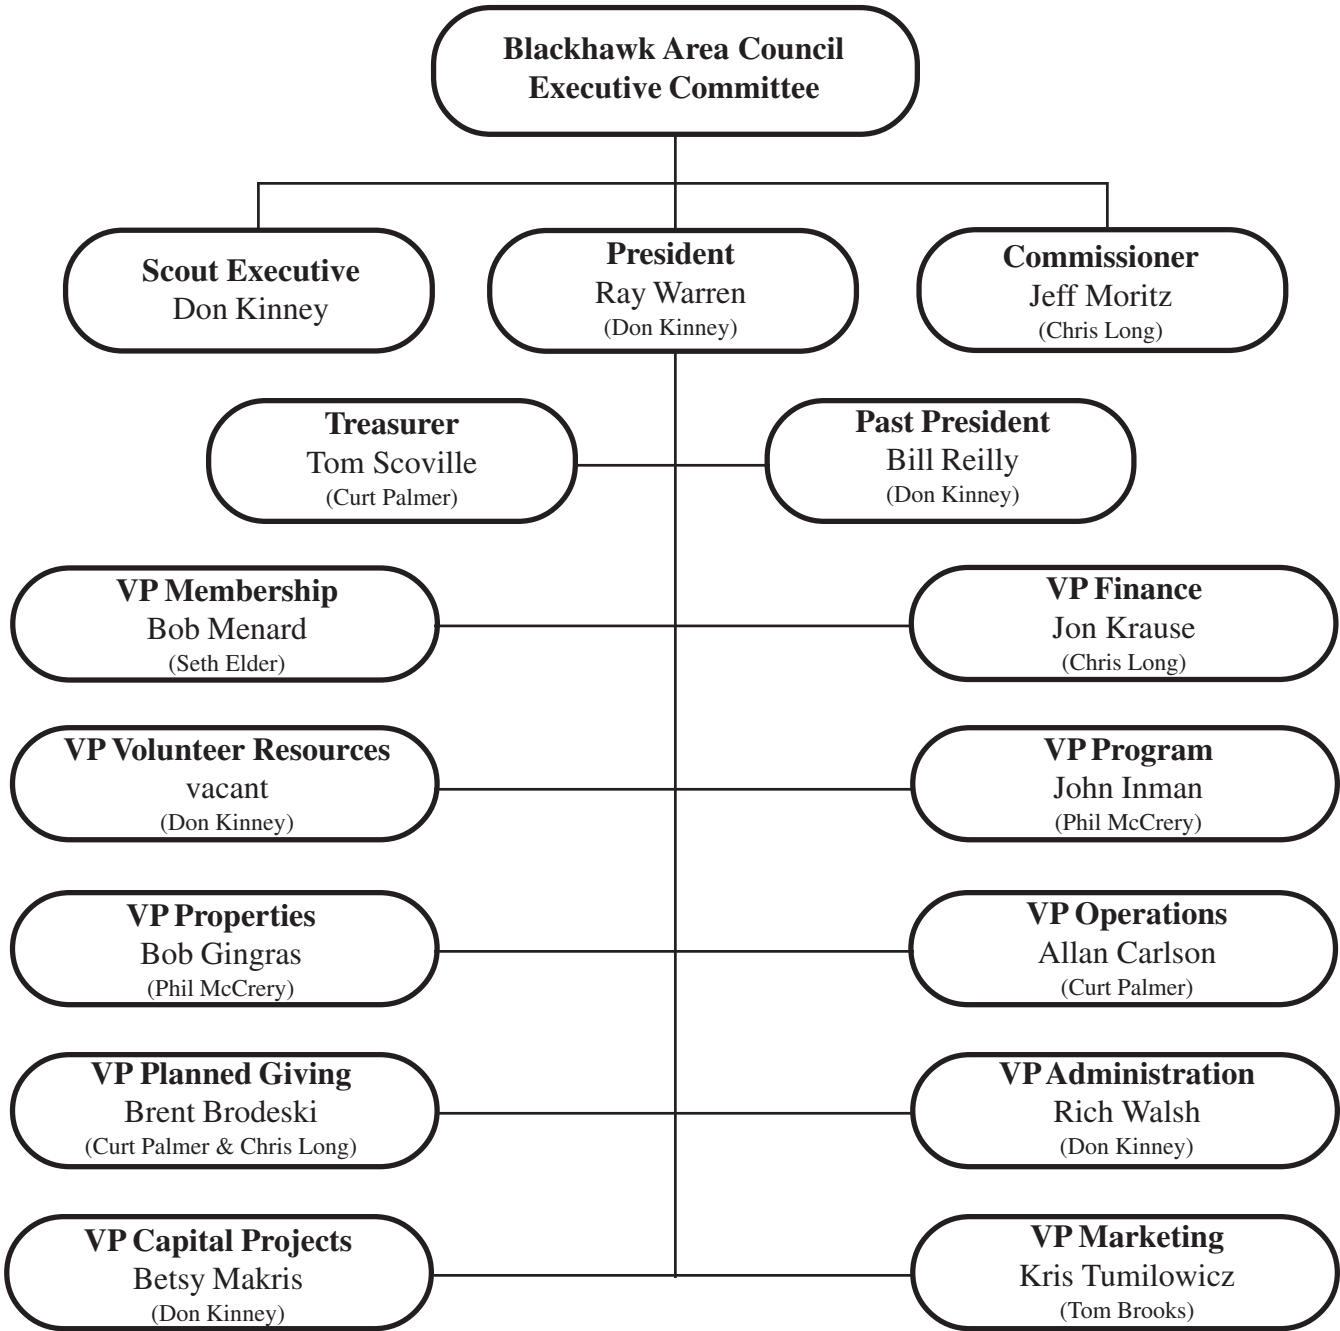 Blackhawk Area Council
Executive Committee
Scout Executive
Don Kinney
President
Ray Warren
(Don Kinney)
Commissioner
Jeff Moritz
(Chris Long)
Treasurer
Tom Scoville
(Curt Palmer)
Past President
Bill Reilly
(Don Kinney)
VP Membership
Bob Menard
(Seth Elder)
VP Finance
Jon Krause
(Chris Long)
VP Volunteer Resources
vacant
(Don Kinney)
VP Program
John Inman
(Phil McCrery)
VP Properties
Bob Gingras
(Phil McCrery)
VP Operations
Allan Carlson
(Curt Palmer)
VP Planned Giving
Brent Brodeski
(Curt Palmer & Chris Long)
VP Administration
Rich Walsh
(Don Kinney)
VP Capital Projects
Betsy Makris
(Don Kinney)
VP Marketing
Kris Tumilowicz
(Tom Brooks)